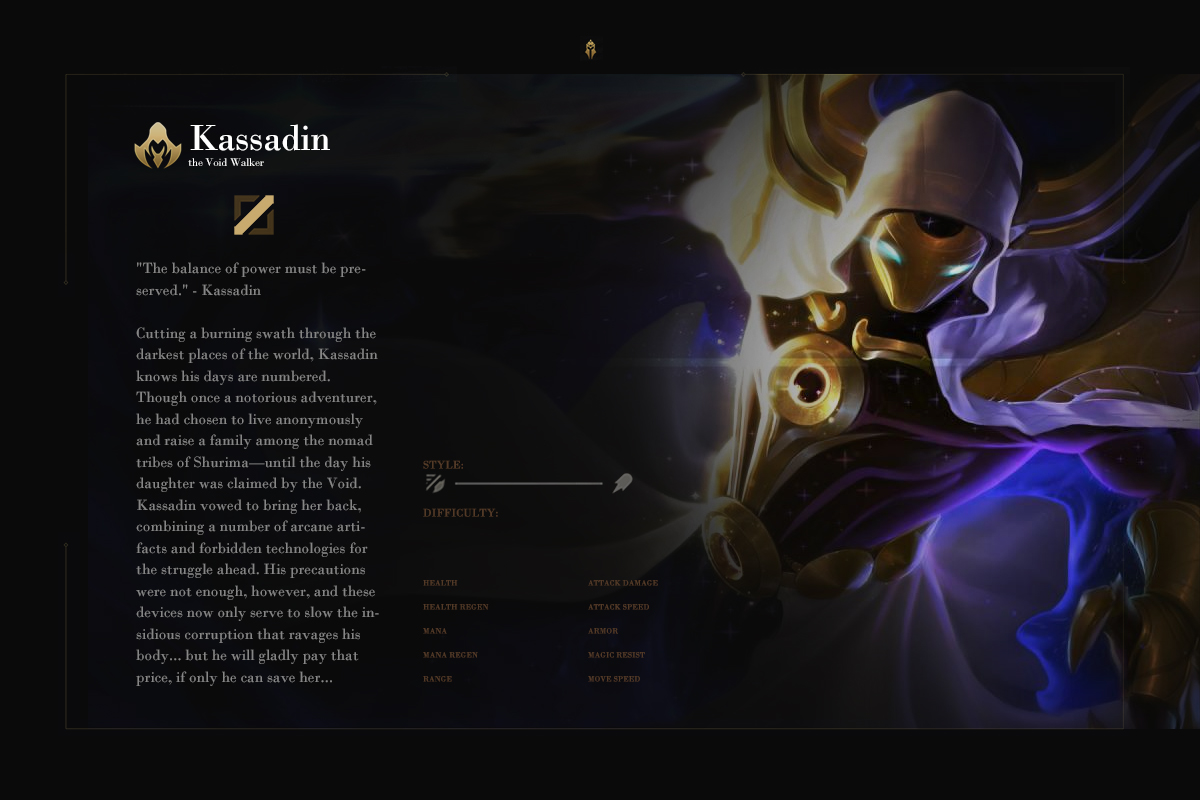 Kassadin
the Void Walker
"The balance of power must be pre-
served." - Kassadin
Cutting a burning swath through the
darkest places of the world, Kassadin
knows his days are numbered.
Though once a notorious adventurer,
he had chosen to live anonymously
and raise a family among the nomad
tribes of Shurima—until the day his
daughter was claimed by the Void.
Kassadin vowed to bring her back,
combining a number of arcane arti-
facts and forbidden technologies for
the struggle ahead. His precautions
were not enough, however, and these
devices now only serve to slow the in-
sidious corruption that ravages his
body... but he will gladly pay that
price, if only he can save her...
STYLE:
DIFFICULTY:
HEALTH
HEALTH REGEN
MANA
MANA REGEN
RANGE
ATTACK DAMAGE
ATTACK SPEED
ARMOR
MAGIC RESIST
MOVE SPEED